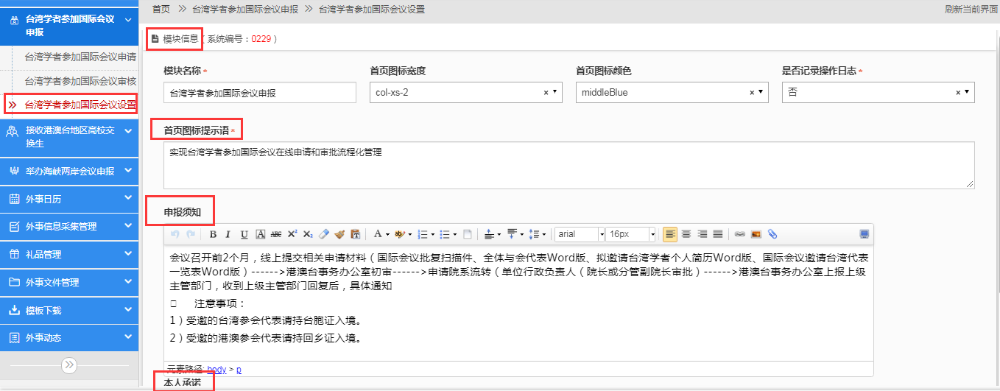 首页 >> 台湾学者参加国际会议申报 >> 台湾学者参加国际会议设置
刷新当前界面
台湾学者参加国际会议
申报
台湾学者参加国际会议申请
台湾学者参加国际会议审核
台湾学者参加国际会议设置
接收港澳台地区高校交
换生
举办海峡两岸会议申报
外事日历
外事信息采集管理
礼品管理
外事文件管理
模板下载
外事动态
模块信息 ( 系统编号：0229 )
模块名称 * 首页图标宽度 首页图标颜色 是否记录操作日志 *
台湾学者参加国际会议申报 col-xs-2 × middleBlue × 否 ×
首页图标提示语 *
实现台湾学者参加国际会议在线申请和审批流程化管理
申报须知
B I U A ABC X² X₂ A ab arial 16px
会议召开前2个月，线上提交相关申请材料（国际会议批复扫描件、全体与会代表Word版、拟邀请台湾学者个人简历Word版、国际会议邀请台湾代表
一览表Word版）------>港澳台事务办公室初审------>申请院系流转（单位行政负责人（院长或分管副院长审批）------>港澳台事务办公室上报上级
主管部门，收到上级主管部门回复后，具体通知
注意事项：
1）受邀的台湾参会代表请持台胞证入境。
2）受邀的港澳参会代表请持回乡证入境。
元素路径: body > p
本人承诺